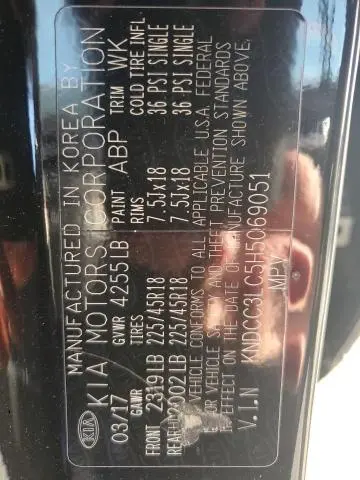 MANUFACTURED IN KOREA BY
KIA MOTORS CORPORATION
KIA
03/17 GVWR 4255LB PAINT ABP TRIM WK
GAWR TIRES RIMS COLD TIRE INFL.
FRONT 2319LB 225/45R18 7.5Jx18 36 PSI SINGLE
REAR 2002LB 225/45R18 7.5Jx18 36 PSI SINGLE
VEHICLE CONFORMS TO ALL APPLICABLE U.S.A. FEDERAL
OR VEHICLE SAFETY AND THEFT PREVENTION STANDARDS
EFFECT ON THE DATE OF MANUFACTURE SHOWN ABOVE.
V.I.N KNDCC3LC5H5069051
MPV